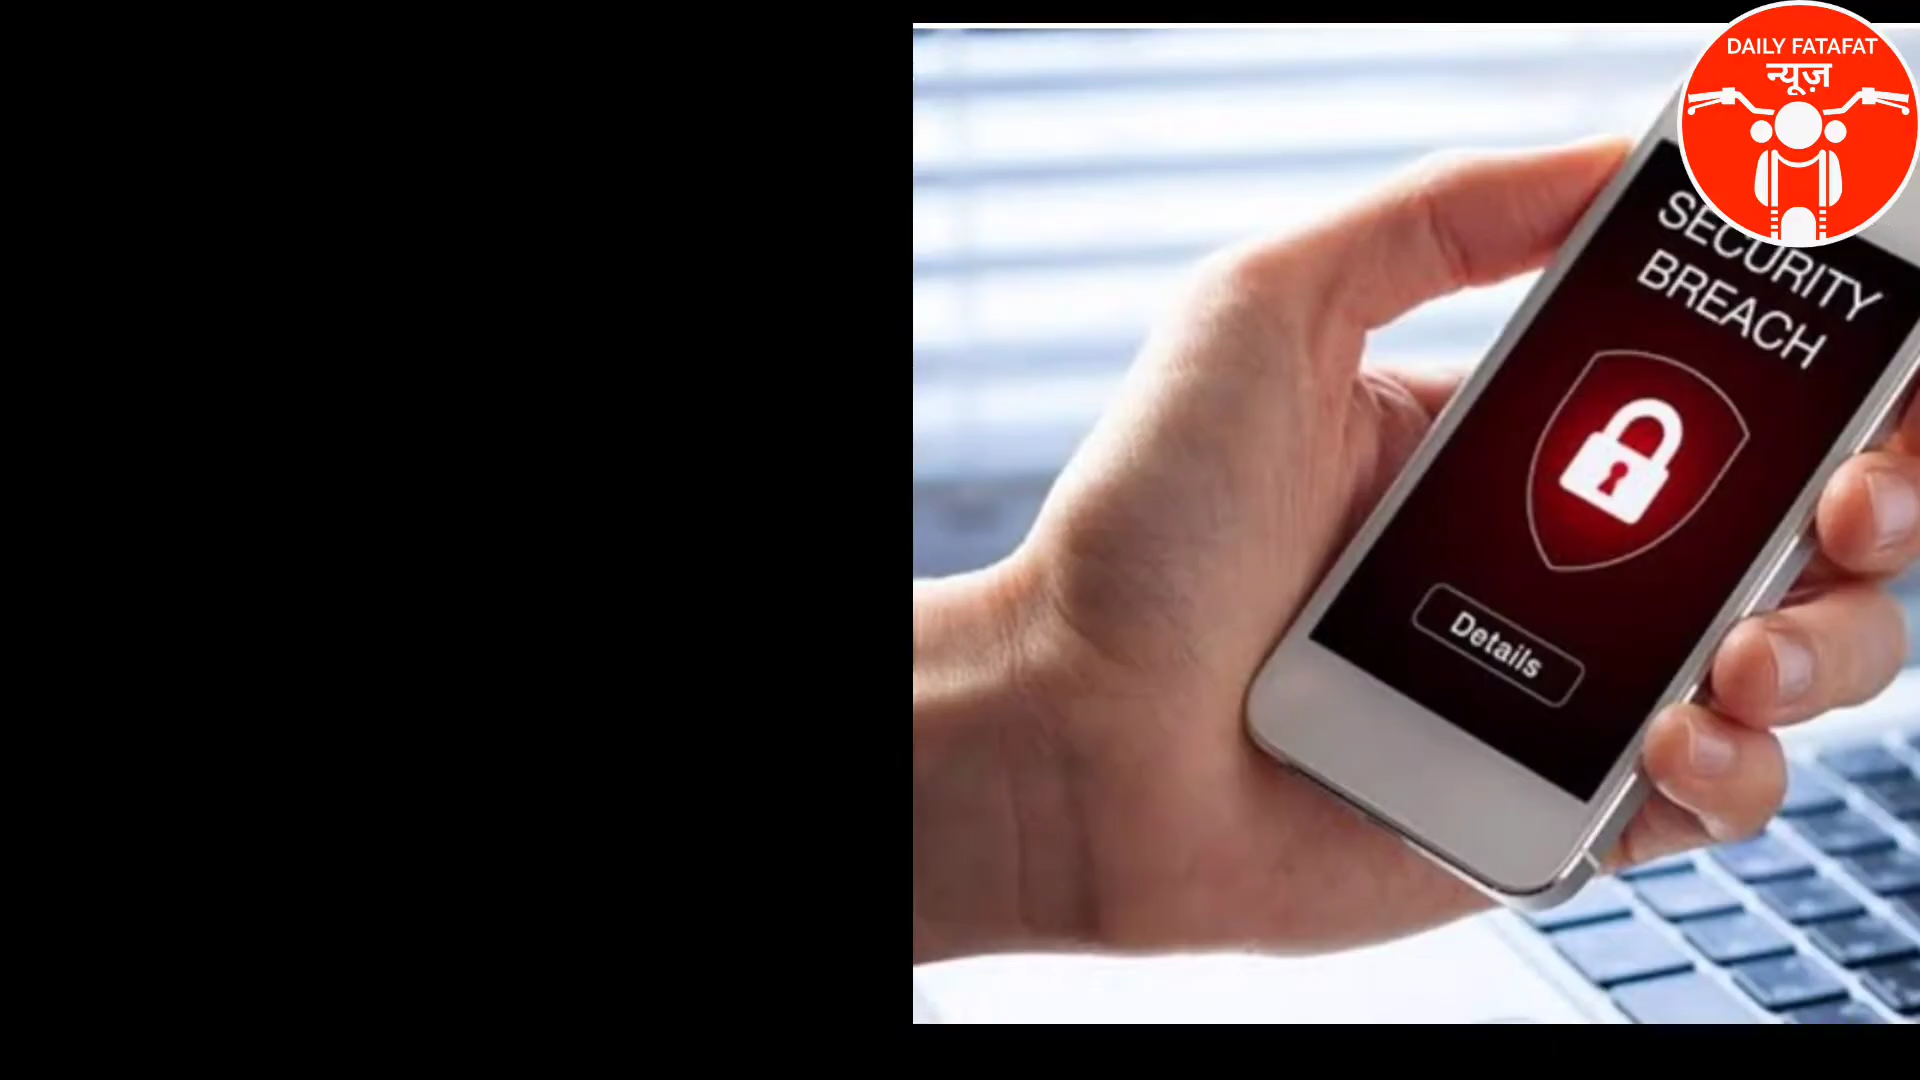 DAILY FATAFAT
न्यूज़
SECURITY
BREACH
Details